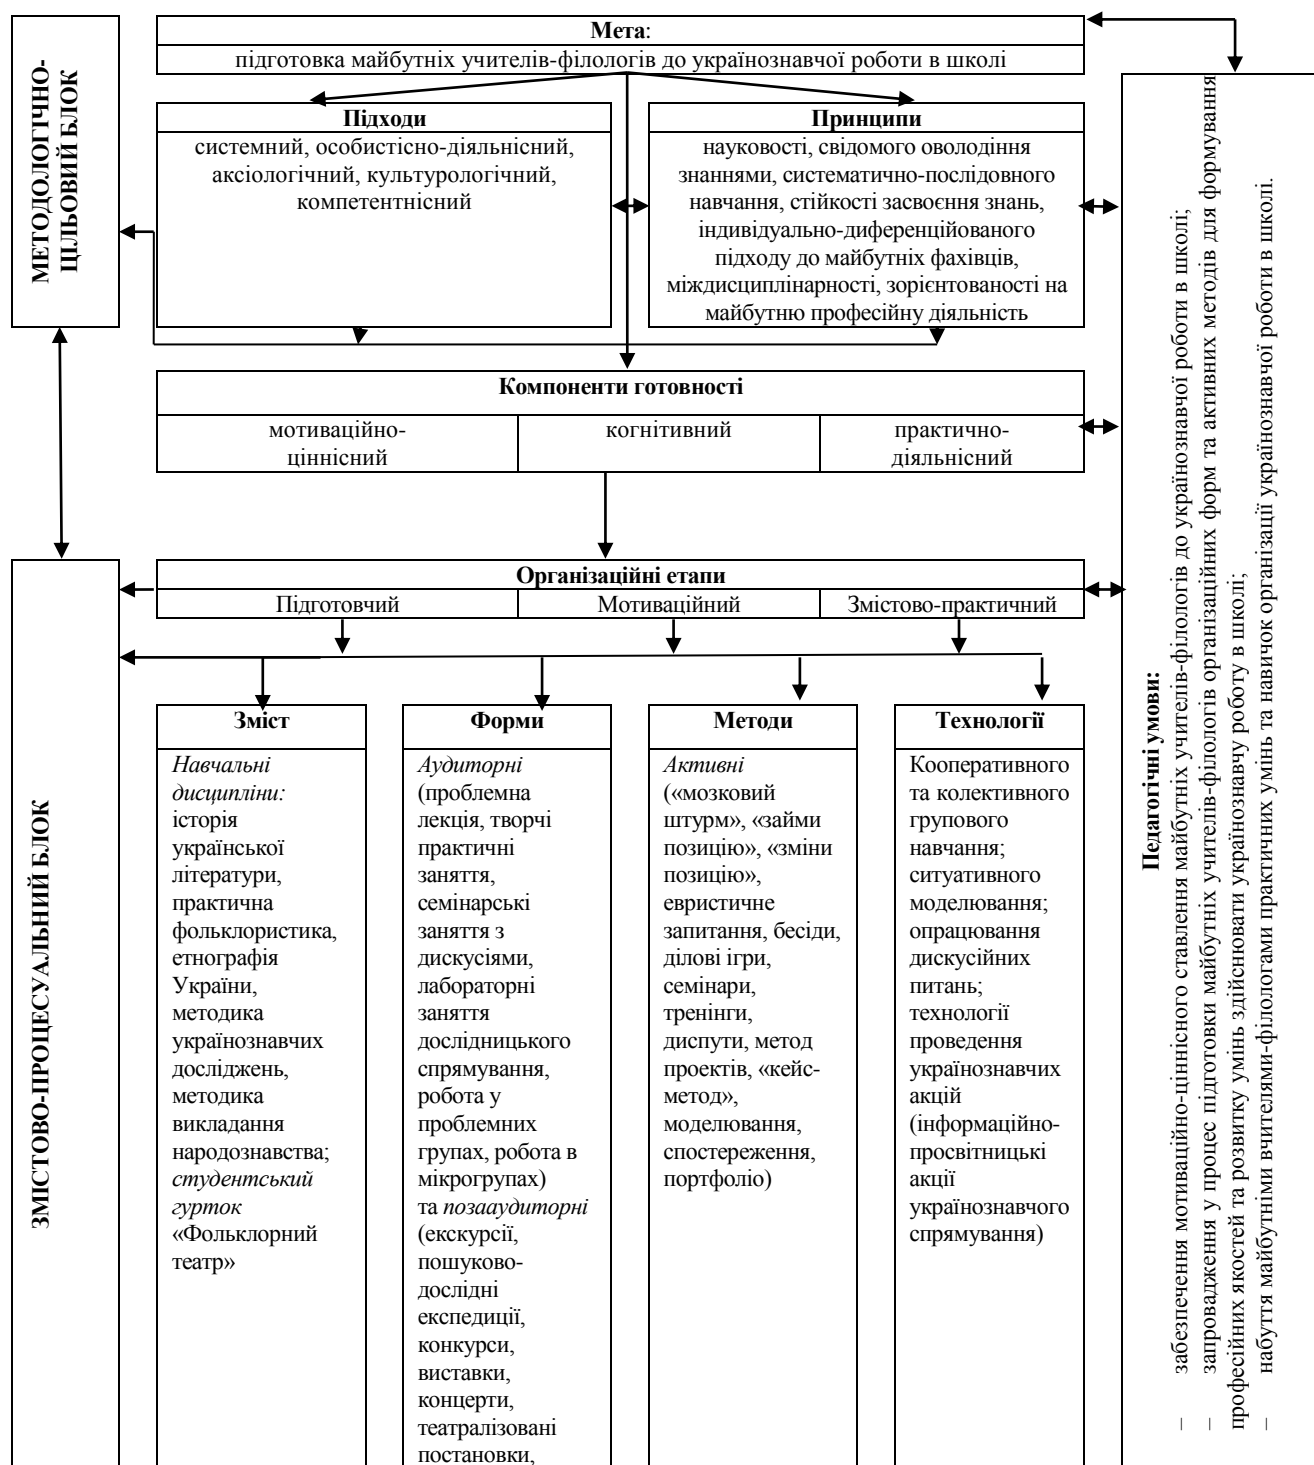 МЕТОДОЛОГІЧНО-
ЦІЛЬОВИЙ БЛОК
Мета:
підготовка майбутніх учителів-філологів до українознавчої роботи в школі
Підходи
системний, особистісно-діяльнісний,
аксіологічний, культурологічний,
компетентнісний
Принципи
науковості, свідомого оволодіння
знаннями, систематично-послідовного
навчання, стійкості засвоєння знань,
індивідуально-диференційованого
підходу до майбутніх фахівців,
міждисциплінарності, зорієнтованості на
майбутню професійну діяльність
Компоненти готовності
мотиваційно-
ціннісний
когнітивний
практично-
діяльнісний
ЗМІСТОВО-ПРОЦЕСУАЛЬНИЙ БЛОК
Організаційні етапи
Підготовчий
Мотиваційний
Змістово-практичний
Зміст
Навчальні
дисципліни:
історія
української
літератури,
практична
фольклористика,
етнографія
України,
методика
українознавчих
досліджень,
методика
викладання
народознавства;
студентський
гурток
«Фольклорний
театр»
Форми
Аудиторні
(проблемна
лекція, творчі
практичні
заняття,
семінарські
заняття з
дискусіями,
лабораторні
заняття
дослідницького
спрямування,
робота у
проблемних
групах, робота в
мікрогрупах)
та позааудиторні
(екскурсії,
пошуково-
дослідні
експедиції,
конкурси,
виставки,
концерти,
театралізовані
постановки,
Методи
Активні
(«мозковий
штурм», «займи
позицію», «зміни
позицію»,
евристичне
запитання, бесіди,
ділові ігри,
семінари,
тренінги,
диспути, метод
проектів, «кейс-
метод»,
моделювання,
спостереження,
портфоліо)
Технології
Кооперативного
та колективного
групового
навчання;
ситуативного
моделювання;
опрацювання
дискусійних
питань;
технології
проведення
українознавчих
акцій
(інформаційно-
просвітницькі
акції
українознавчого
спрямування)
Педагогічні умови:
– забезпечення мотиваційно-ціннісного ставлення майбутніх учителів-філологів до українознавчої роботи в школі;
– запровадження у процес підготовки майбутніх учителів-філологів організаційних форм та активних методів для формування
професійних якостей та розвитку умінь здійснювати українознавчу роботу в школі;
– набуття майбутніми вчителями-філологами практичних умінь та навичок організації українознавчої роботи в школі.